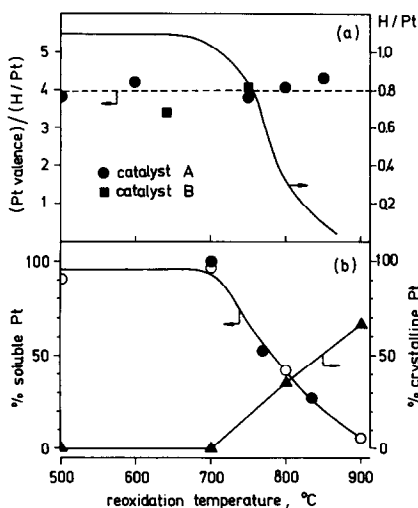 H/Pt
(a)
5
4
3
2
1
(Pt valence)/(H/Pt)
1.0
0.8
0.6
0.4
0.2
● catalyst A
■ catalyst B
(b)
100
50
0
% soluble Pt
100
50
0
% crystalline Pt
500 600 700 800 900
reoxidation temperature, °C